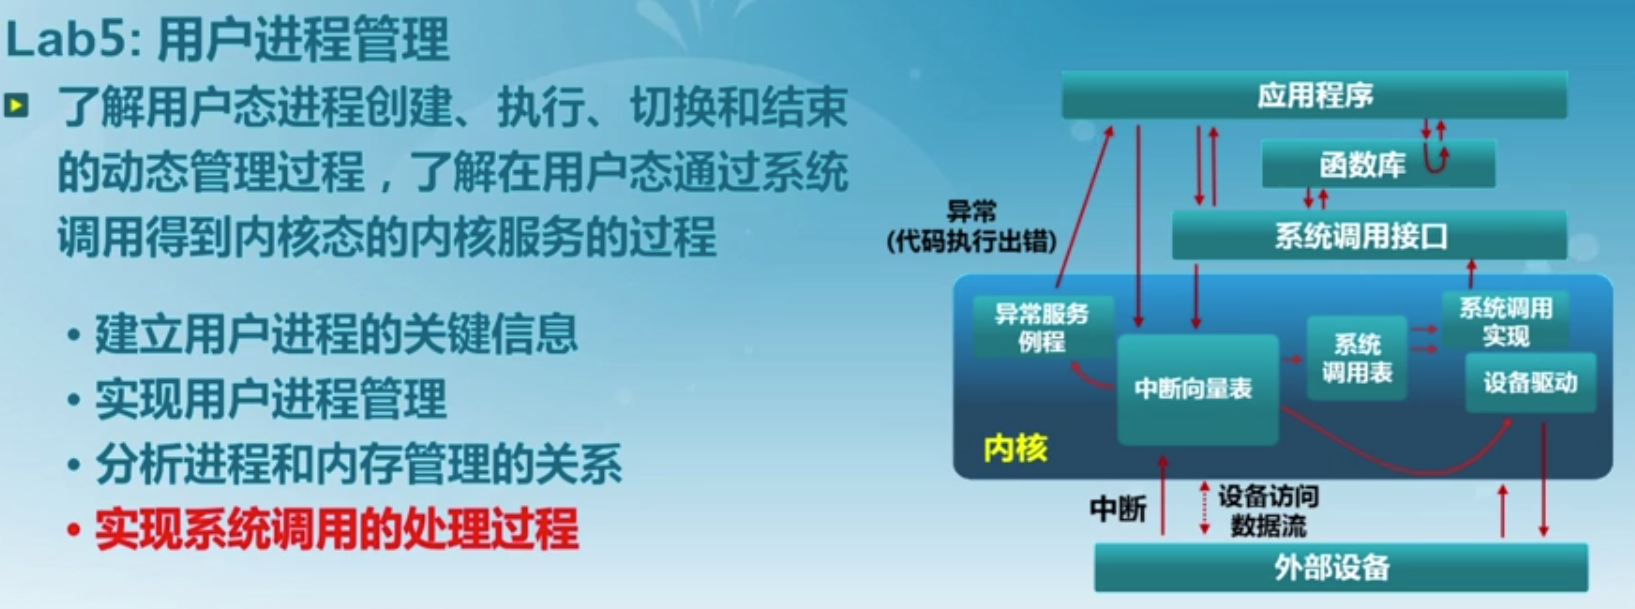 Lab5: 用户进程管理
了解用户态进程创建、执行、切换和结束
的动态管理过程，了解在用户态通过系统
调用得到内核态的内核服务的过程
• 建立用户进程的关键信息
• 实现用户进程管理
• 分析进程和内存管理的关系
• 实现系统调用的处理过程
应用程序
函数库
异常
(代码执行出错)
系统调用接口
异常服务
例程
中断向量表
系统
调用表
系统调用
实现
设备驱动
内核
中断
设备访问
数据流
外部设备